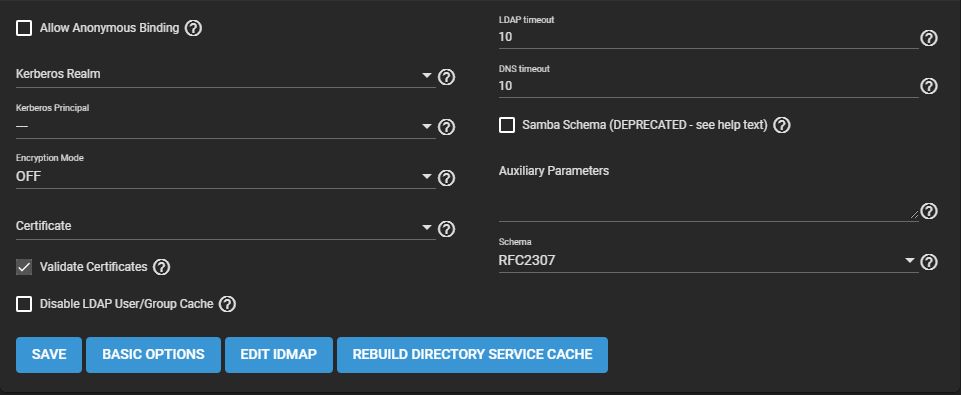 Allow Anonymous Binding
Kerberos Realm
Kerberos Principal
---
Encryption Mode
OFF
Certificate
Validate Certificates
Disable LDAP User/Group Cache
LDAP timeout
10
DNS timeout
10
Samba Schema (DEPRECATED - see help text)
Auxiliary Parameters
Schema
RFC2307
SAVE
BASIC OPTIONS
EDIT IDMAP
REBUILD DIRECTORY SERVICE CACHE